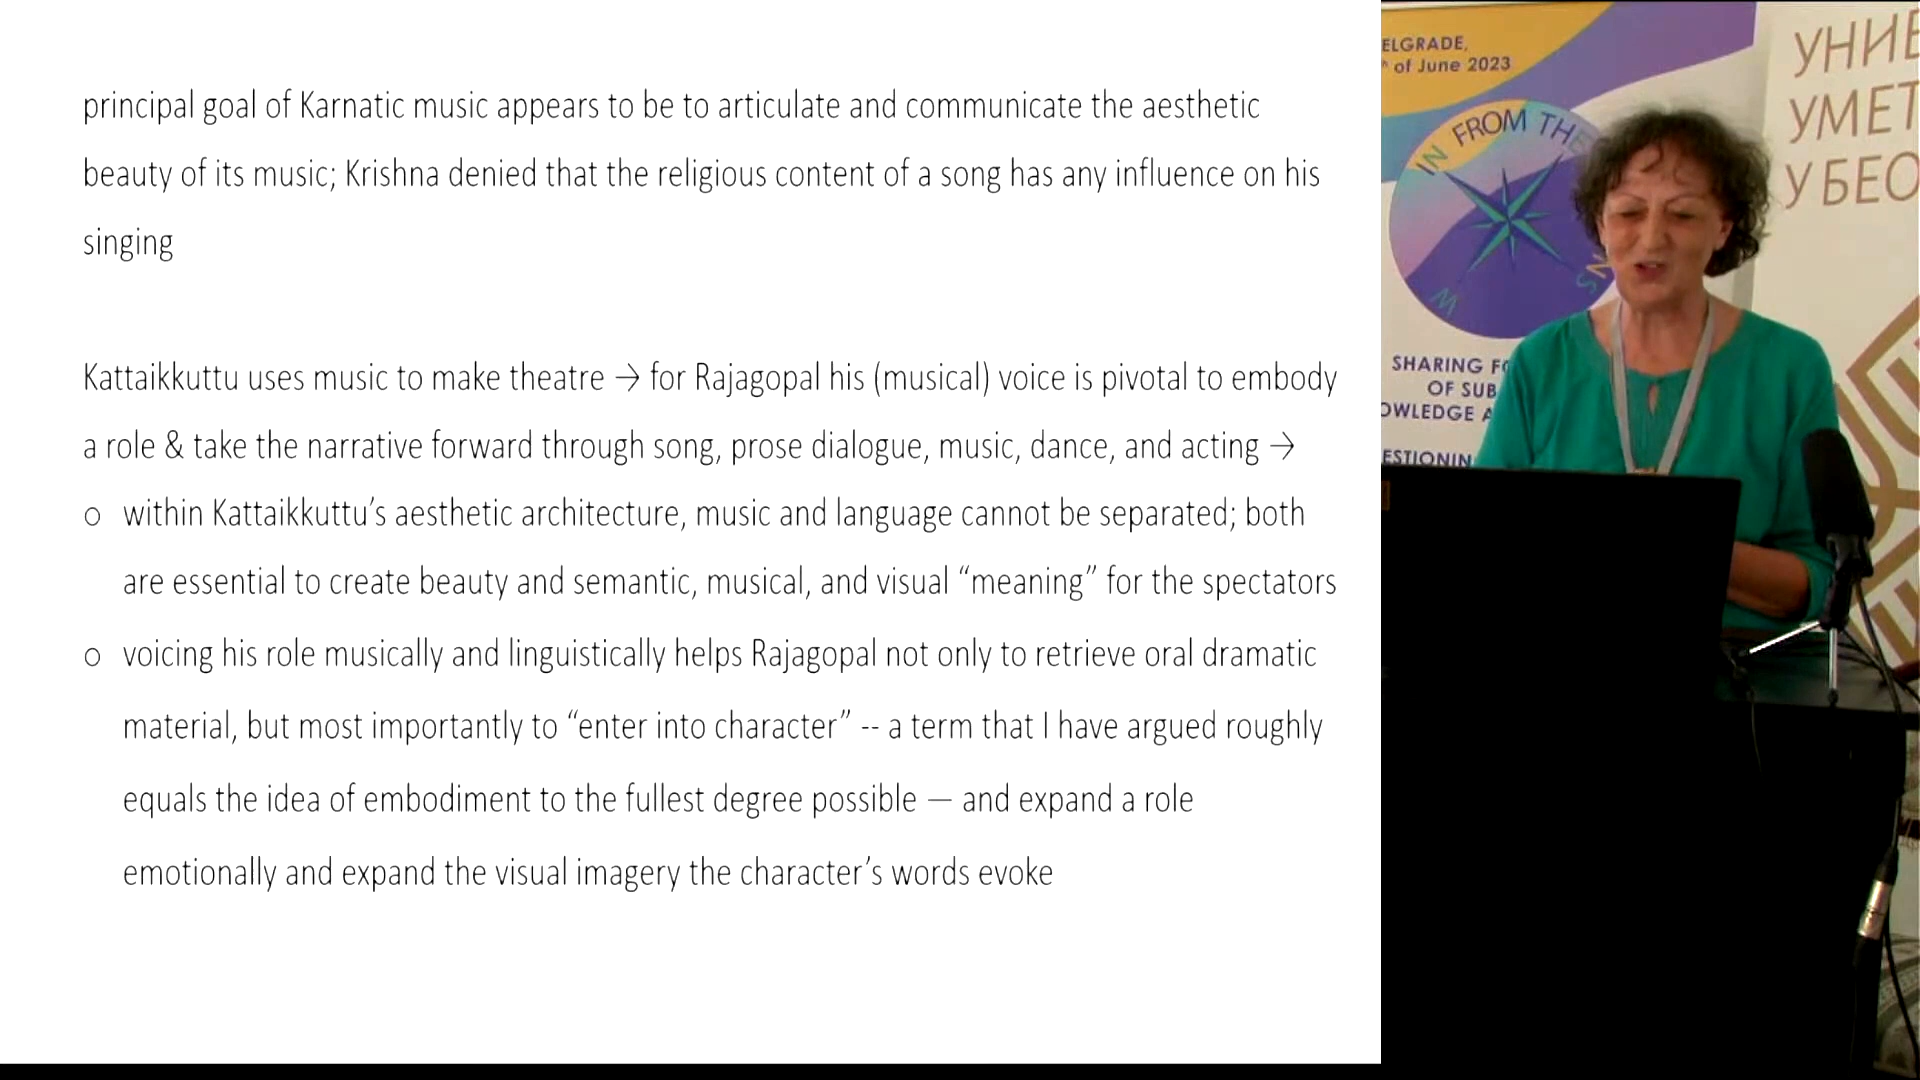 principal goal of Karnatic music appears to be to articulate and communicate the aesthetic
beauty of its music; Krishna denied that the religious content of a song has any influence on his
singing
Kattaikkuttu uses music to make theatre → for Rajagopal his (musical) voice is pivotal to embody
a role & take the narrative forward through song, prose dialogue, music, dance, and acting →
o within Kattaikkuttu’s aesthetic architecture, music and language cannot be separated; both
are essential to create beauty and semantic, musical, and visual “meaning” for the spectators
o voicing his role musically and linguistically helps Rajagopal not only to retrieve oral dramatic
material, but most importantly to “enter into character” -- a term that I have argued roughly
equals the idea of embodiment to the fullest degree possible — and expand a role
emotionally and expand the visual imagery the character’s words evoke
ELGRADE,
of June 2023
IN FROM THE
W
NS
SHARING FO
OF SUB
OWLEDGE A
ESTIONIN
УНИВ
УМЕТ
У БЕО